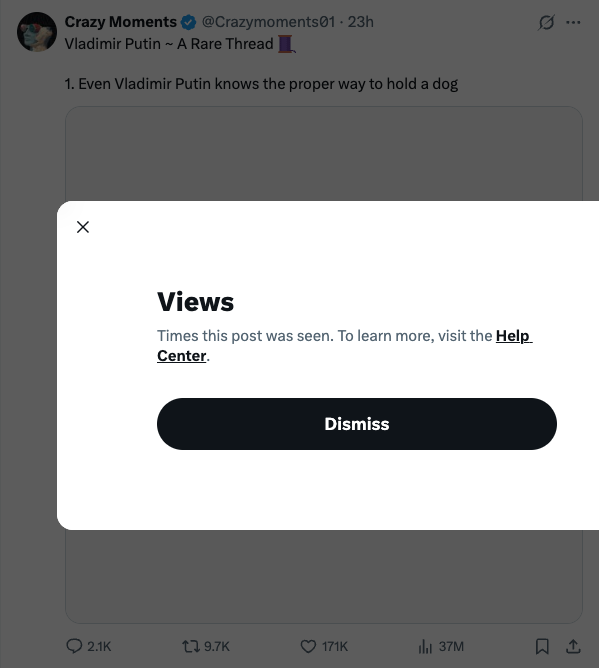 Crazy Moments @Crazymoments01 · 23h
Vladimir Putin ~ A Rare Thread 🧵
1. Even Vladimir Putin knows the proper way to hold a dog
Views
Times this post was seen. To learn more, visit the Help
Center.
Dismiss
2.1K 9.7K 171K 37M